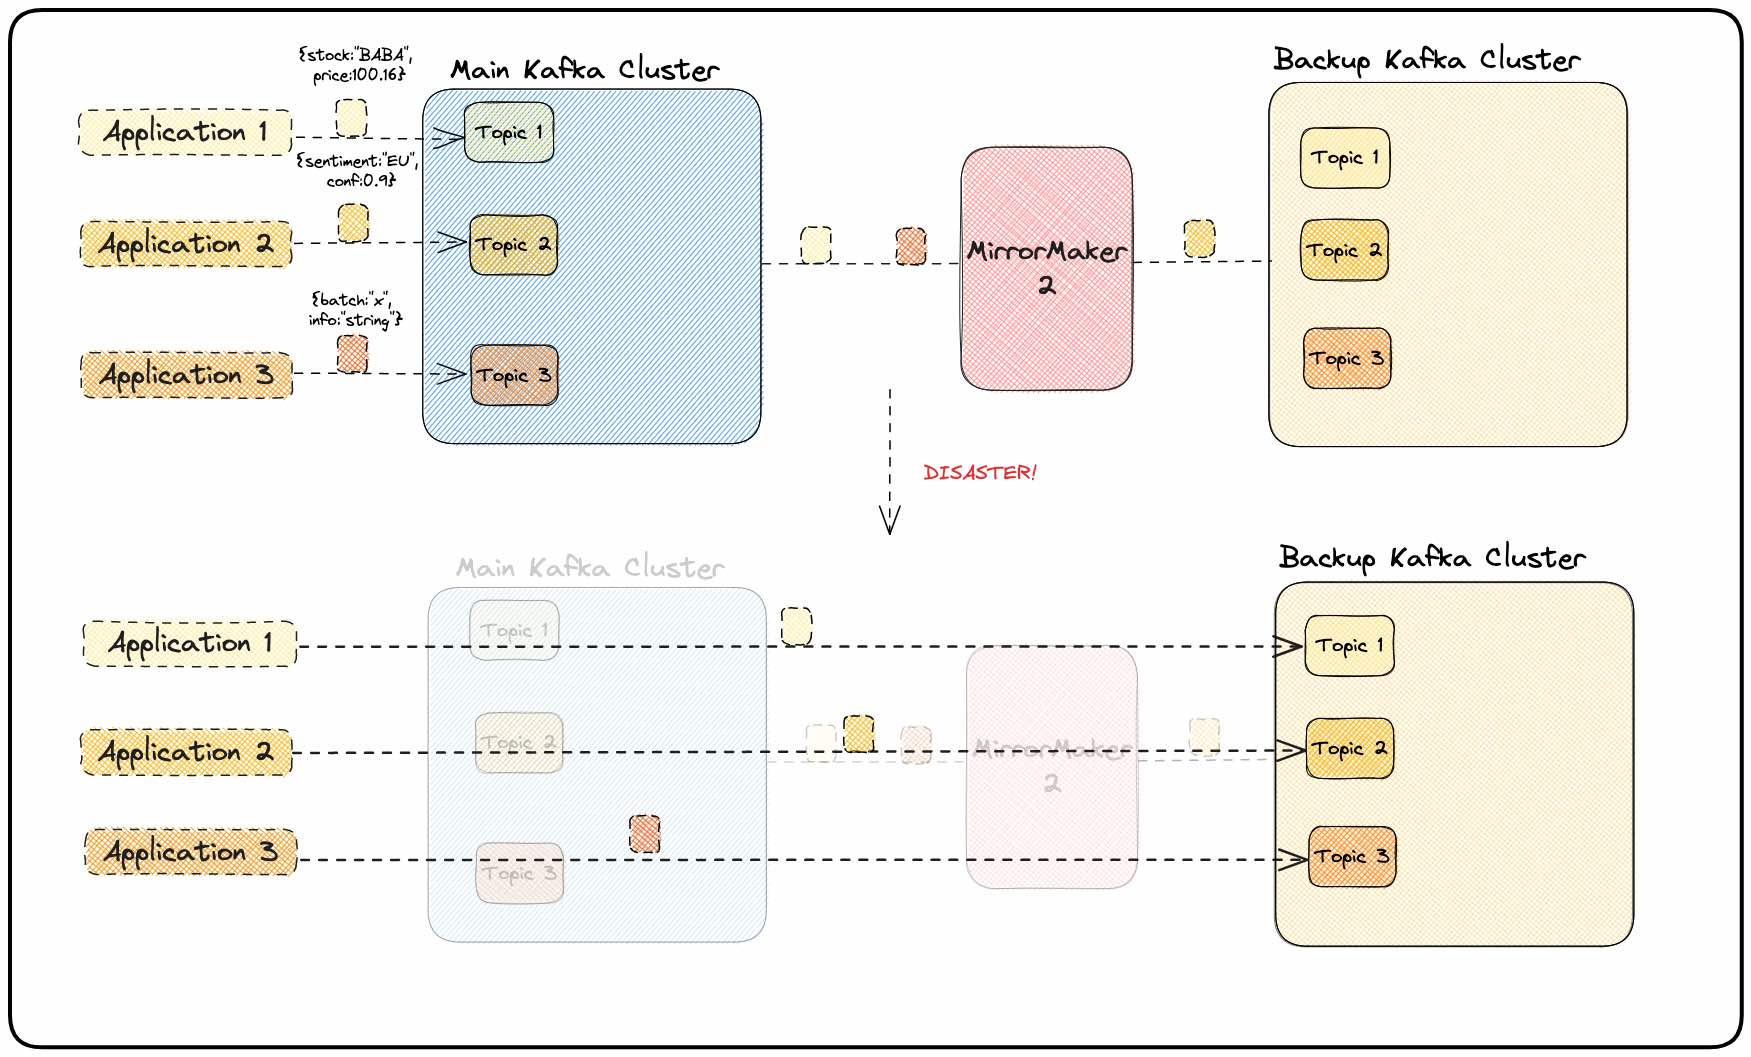 {stock:"BABA",
price:100.16}
Main Kafka Cluster
Backup Kafka Cluster
Application 1
Topic 1
Topic 1
{sentiment:"EU",
conf:0.9}
Application 2
Topic 2
MirrorMaker
2
Topic 2
{batch:"x",
info:"string"}
Application 3
Topic 3
Topic 3
DISASTER!
Main Kafka Cluster
Backup Kafka Cluster
Application 1
Topic 1
Topic 1
Application 2
Topic 2
MirrorMaker
2
Topic 2
Application 3
Topic 3
Topic 3